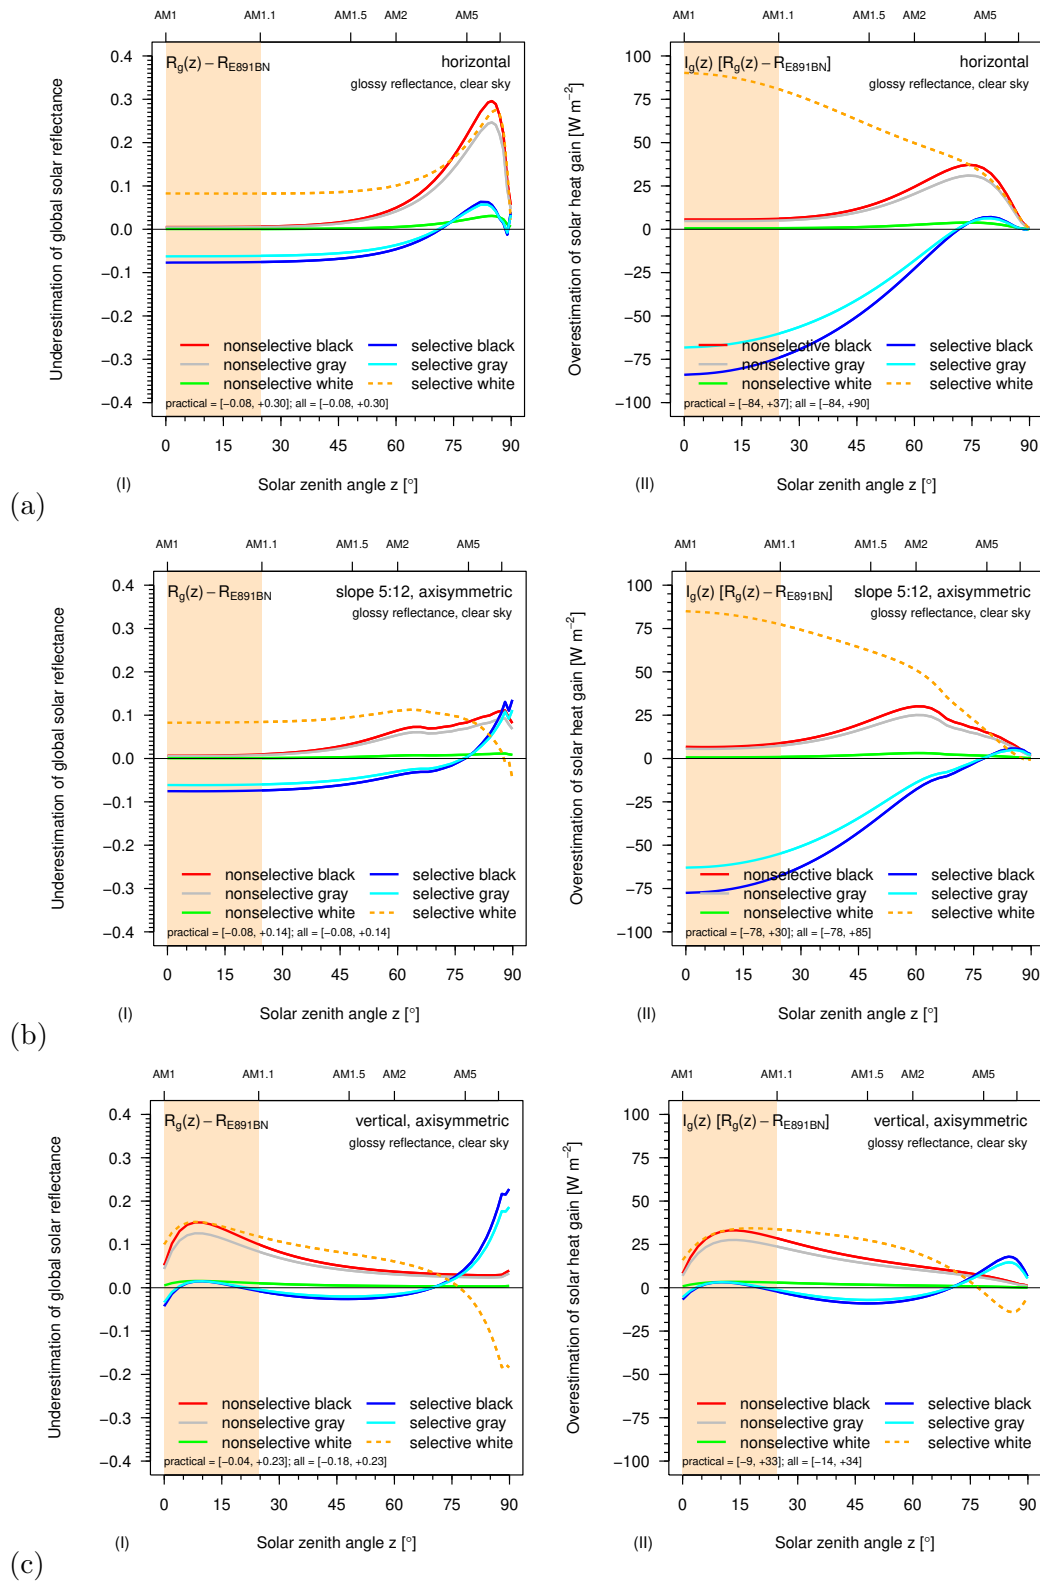 AM1 AM1.1 AM1.5 AM2 AM5
Underestimation of global solar reflectance
0.4
0.3
0.2
0.1
0.0
−0.1
−0.2
−0.3
−0.4
Rg(z) − RE891BN
horizontal
glossy reflectance, clear sky
nonselective black selective black
nonselective gray selective gray
nonselective white selective white
practical = [−0.08, +0.30]; all = [−0.08, +0.30]
0 15 30 45 60 75 90
(I) Solar zenith angle z [°]
AM1 AM1.1 AM1.5 AM2 AM5
Overestimation of solar heat gain [W m−2]
100
75
50
25
0
−25
−50
−75
−100
Ig(z) [Rg(z) − RE891BN]
horizontal
glossy reflectance, clear sky
nonselective black selective black
nonselective gray selective gray
nonselective white selective white
practical = [−84, +37]; all = [−84, +90]
0 15 30 45 60 75 90
(II) Solar zenith angle z [°]
(a)
AM1 AM1.1 AM1.5 AM2 AM5
Underestimation of global solar reflectance
0.4
0.3
0.2
0.1
0.0
−0.1
−0.2
−0.3
−0.4
Rg(z) − RE891BN
slope 5:12, axisymmetric
glossy reflectance, clear sky
nonselective black selective black
nonselective gray selective gray
nonselective white selective white
practical = [−0.08, +0.14]; all = [−0.08, +0.14]
0 15 30 45 60 75 90
(I) Solar zenith angle z [°]
AM1 AM1.1 AM1.5 AM2 AM5
Overestimation of solar heat gain [W m−2]
100
75
50
25
0
−25
−50
−75
−100
Ig(z) [Rg(z) − RE891BN]
slope 5:12, axisymmetric
glossy reflectance, clear sky
nonselective black selective black
nonselective gray selective gray
nonselective white selective white
practical = [−78, +30]; all = [−78, +85]
0 15 30 45 60 75 90
(II) Solar zenith angle z [°]
(b)
AM1 AM1.1 AM1.5 AM2 AM5
Underestimation of global solar reflectance
0.4
0.3
0.2
0.1
0.0
−0.1
−0.2
−0.3
−0.4
Rg(z) − RE891BN
vertical, axisymmetric
glossy reflectance, clear sky
nonselective black selective black
nonselective gray selective gray
nonselective white selective white
practical = [−0.04, +0.23]; all = [−0.18, +0.23]
0 15 30 45 60 75 90
(I) Solar zenith angle z [°]
AM1 AM1.1 AM1.5 AM2 AM5
Overestimation of solar heat gain [W m−2]
100
75
50
25
0
−25
−50
−75
−100
Ig(z) [Rg(z) − RE891BN]
vertical, axisymmetric
glossy reflectance, clear sky
nonselective black selective black
nonselective gray selective gray
nonselective white selective white
practical = [−9, +33]; all = [−14, +34]
0 15 30 45 60 75 90
(II) Solar zenith angle z [°]
(c)